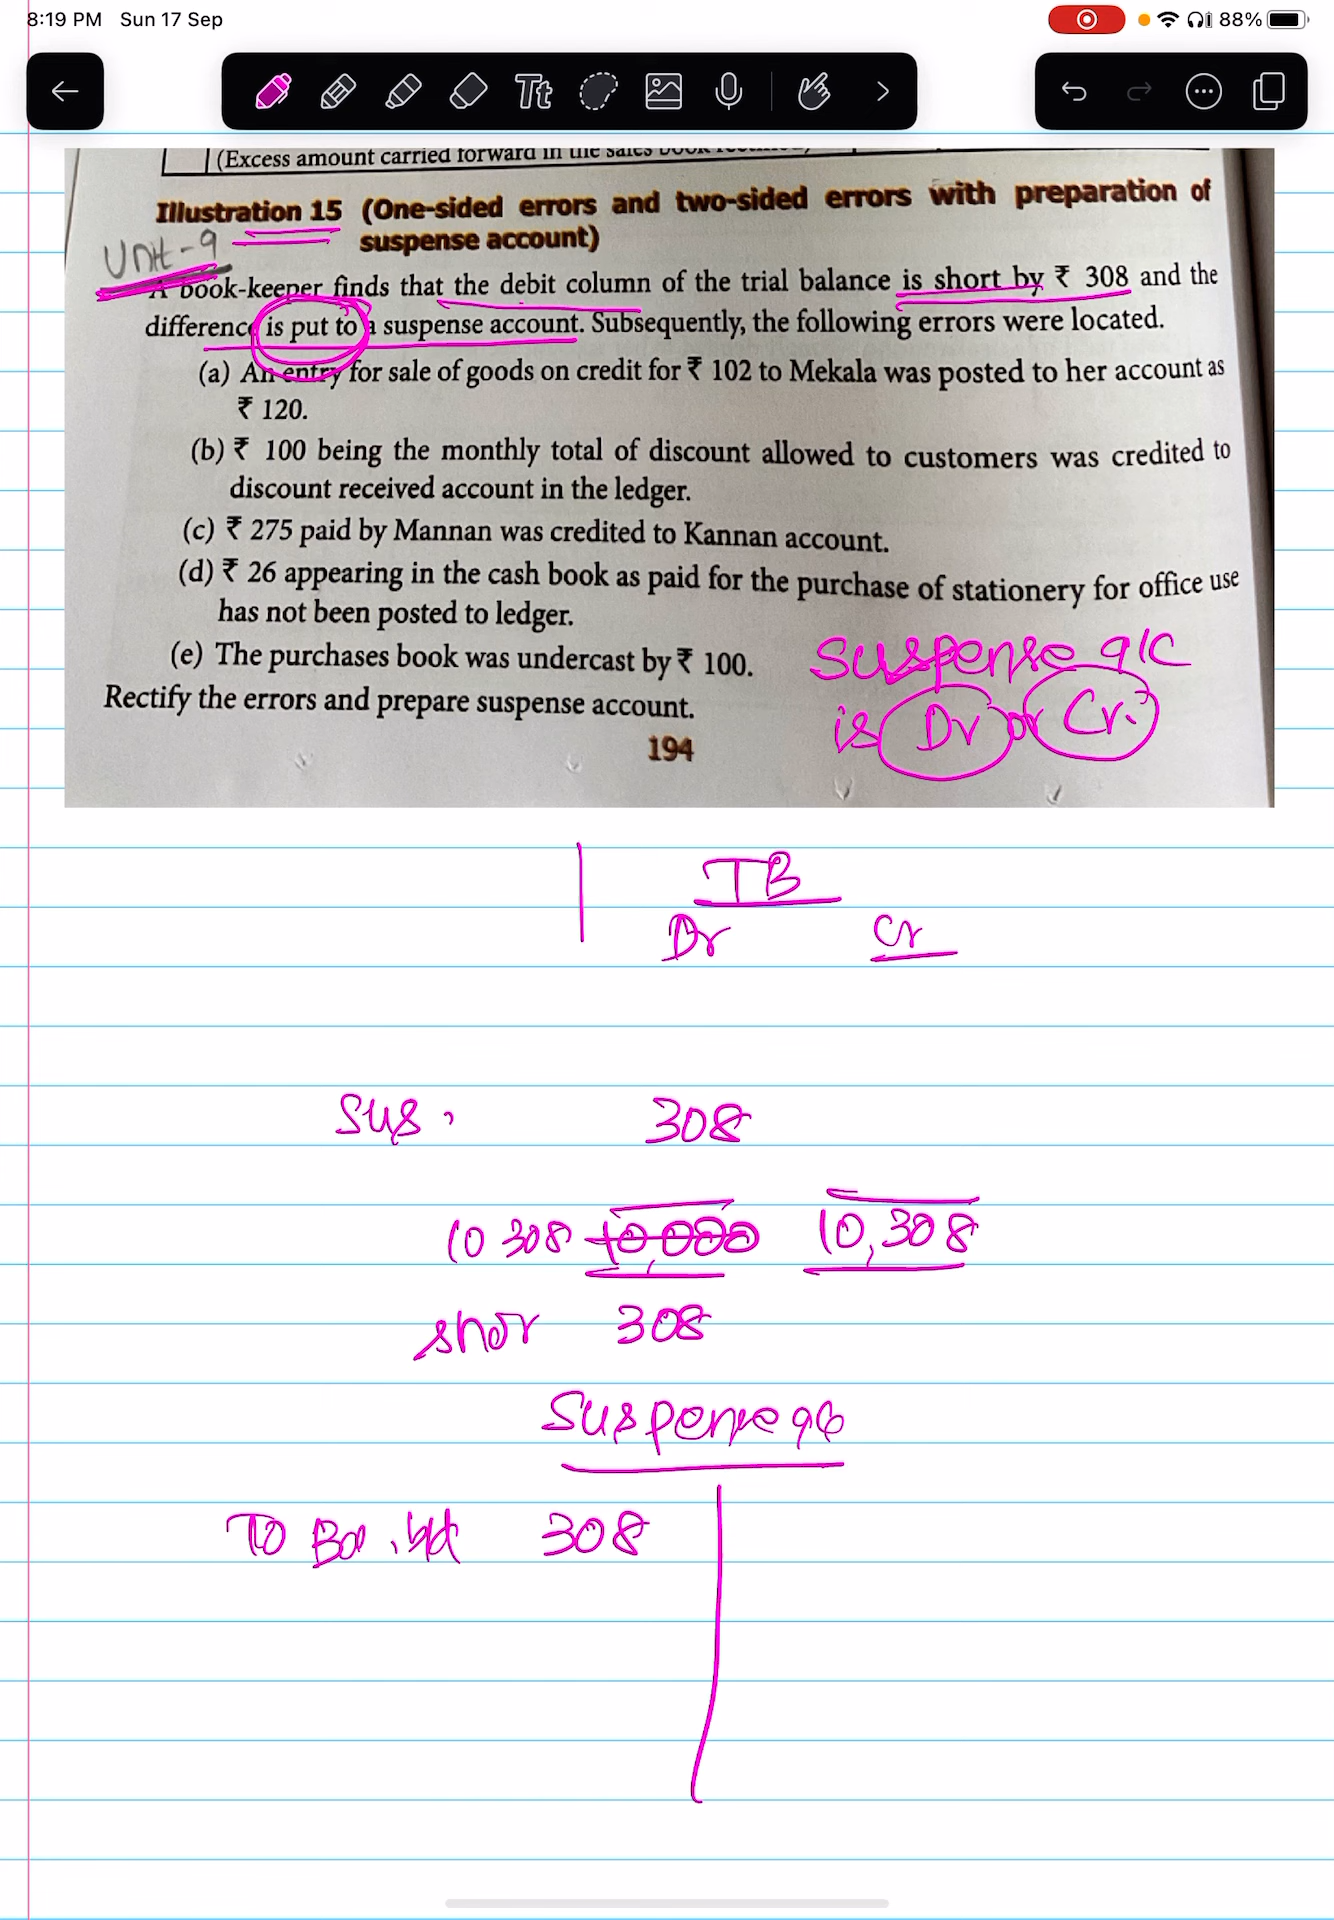 8:19 PM Sun 17 Sep
88%
Tt
(Excess amount carried forward in the sales book
Illustration 15 (One-sided errors and two-sided errors with preparation of
suspense account)
Unit-9
A book-keeper finds that the debit column of the trial balance is short by ₹ 308 and the
difference is put to a suspense account. Subsequently, the following errors were located.
(a) An entry for sale of goods on credit for ₹ 102 to Mekala was posted to her account as
₹ 120.
(b) ₹ 100 being the monthly total of discount allowed to customers was credited to
discount received account in the ledger.
(c) ₹ 275 paid by Mannan was credited to Kannan account.
(d) ₹ 26 appearing in the cash book as paid for the purchase of stationery for office use
has not been posted to ledger.
(e) The purchases book was undercast by ₹ 100.
Rectify the errors and prepare suspense account.
194
Suspense a/c
is Dr or Cr.
TB
Dr Cr
Sus. 308
10 308 10,000 10,308
shor 308
Suspense a/c
To Bal. b/d 308